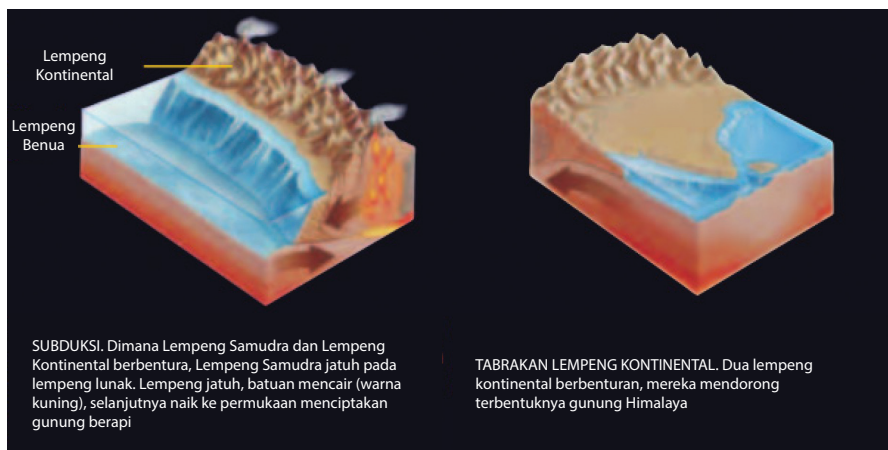 Lempeng
Kontinental
Lempeng
Benua
SUBDUKSI. Dimana Lempeng Samudra dan Lempeng
Kontinental berbentura, Lempeng Samudra jatuh pada
lempeng lunak. Lempeng jatuh, batuan mencair (warna
kuning), selanjutnya naik ke permukaan menciptakan
gunung berapi
TABRAKAN LEMPENG KONTINENTAL. Dua lempeng
kontinental berbenturan, mereka mendorong
terbentuknya gunung Himalaya